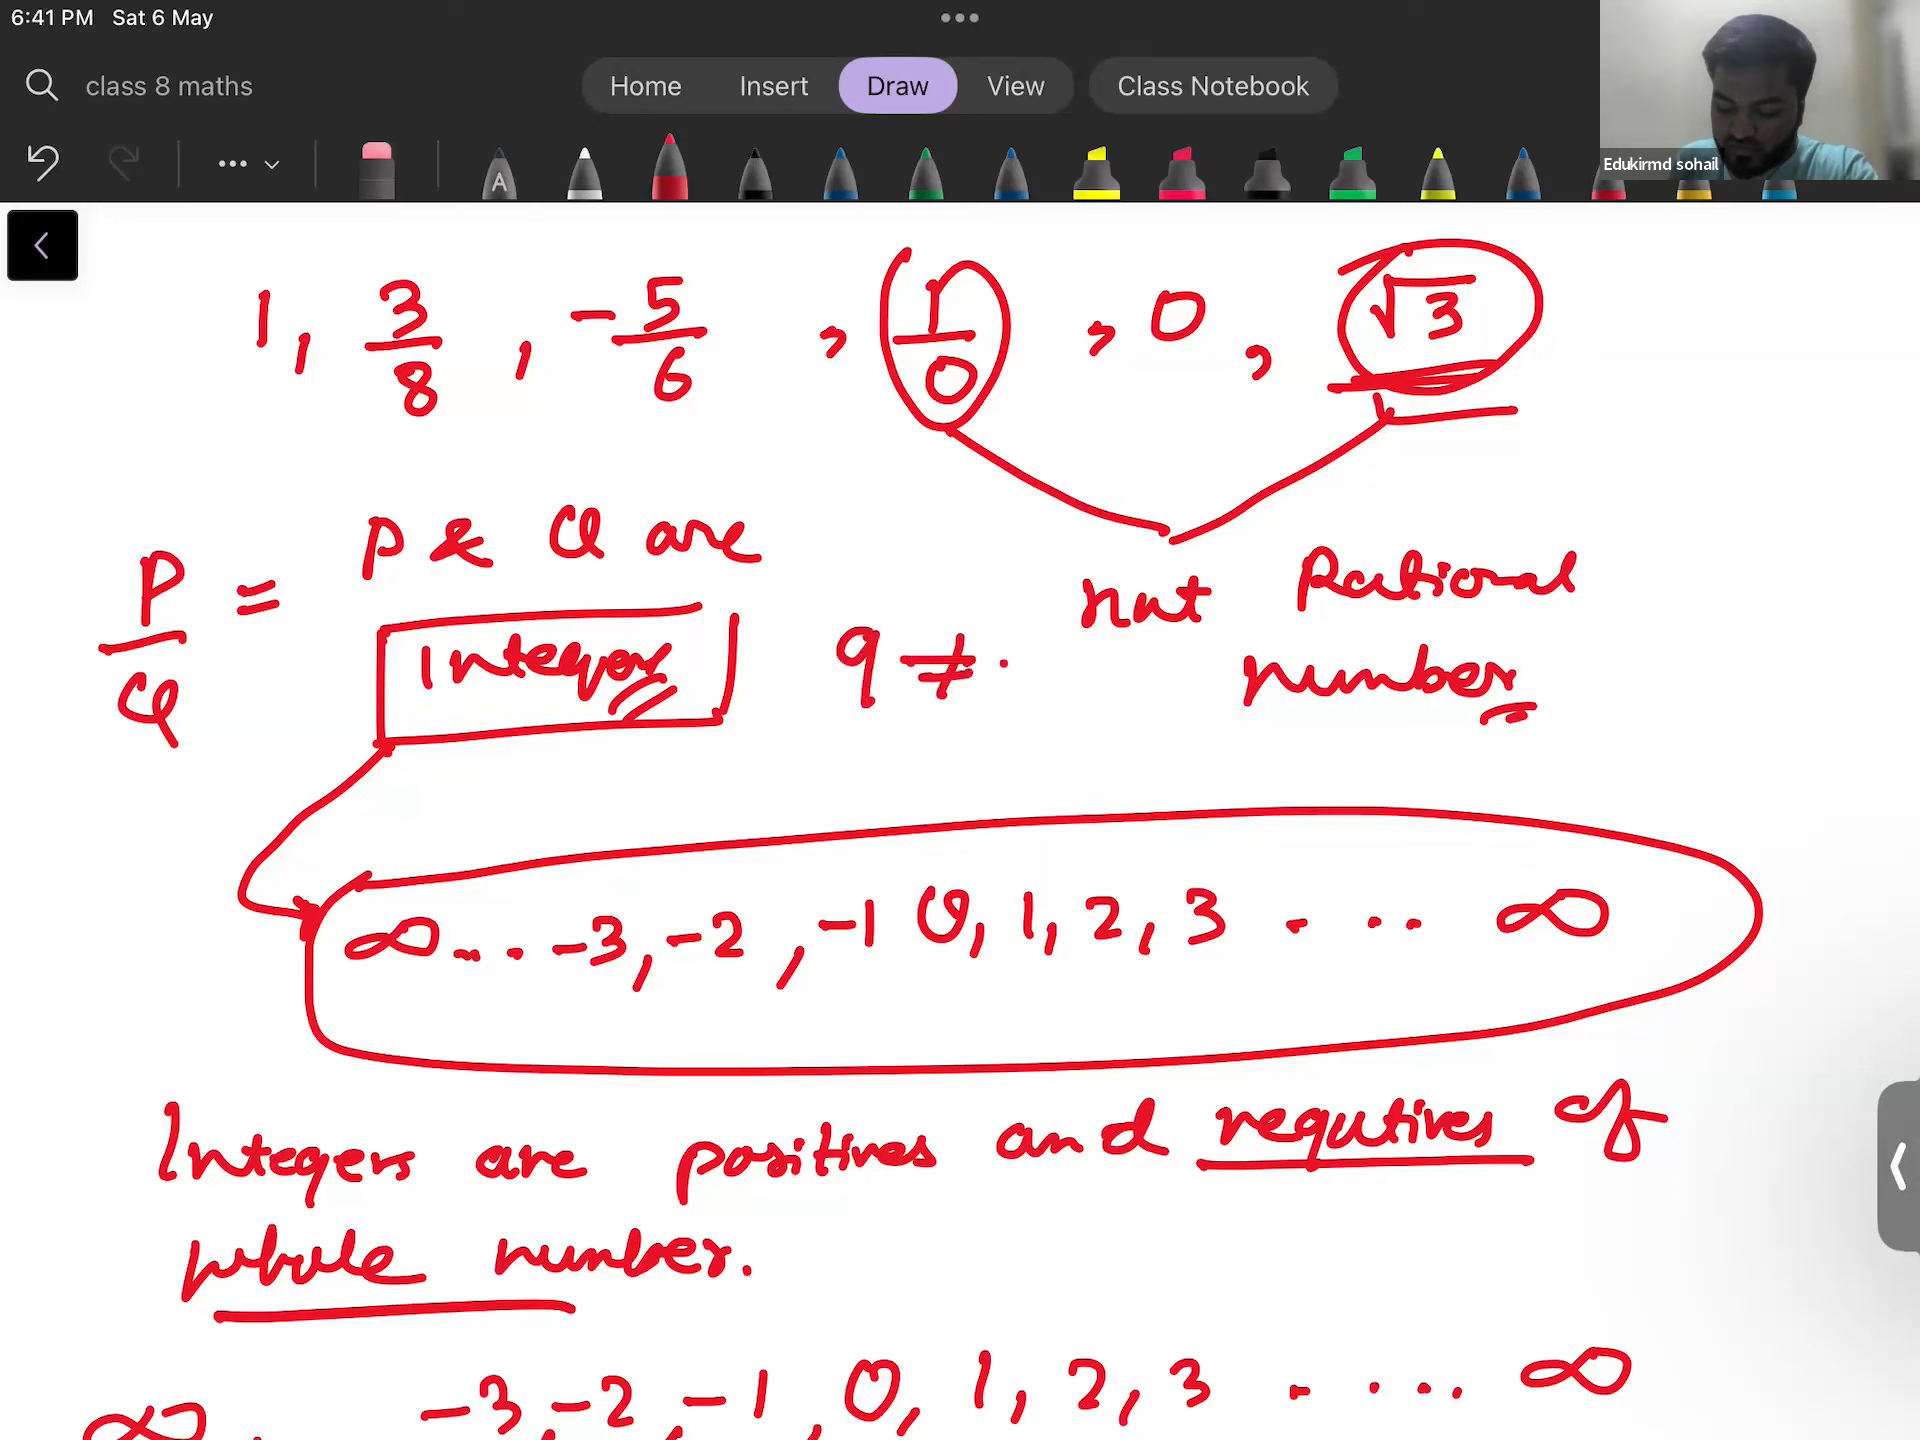 6:41 PM Sat 6 May
class 8 maths
Home Insert Draw View Class Notebook
A
Edukirmd sohail
1, 3/8, -5/6, 1/0, 0, √3
P/Q = P & Q are Integers q ≠ .
not Rational number
∞ ... -3, -2, -1 0, 1, 2, 3 .... ∞
Integers are positives and negatives of
whole number.
∞ . -3, -2, -1, 0, 1, 2, 3 .... ∞